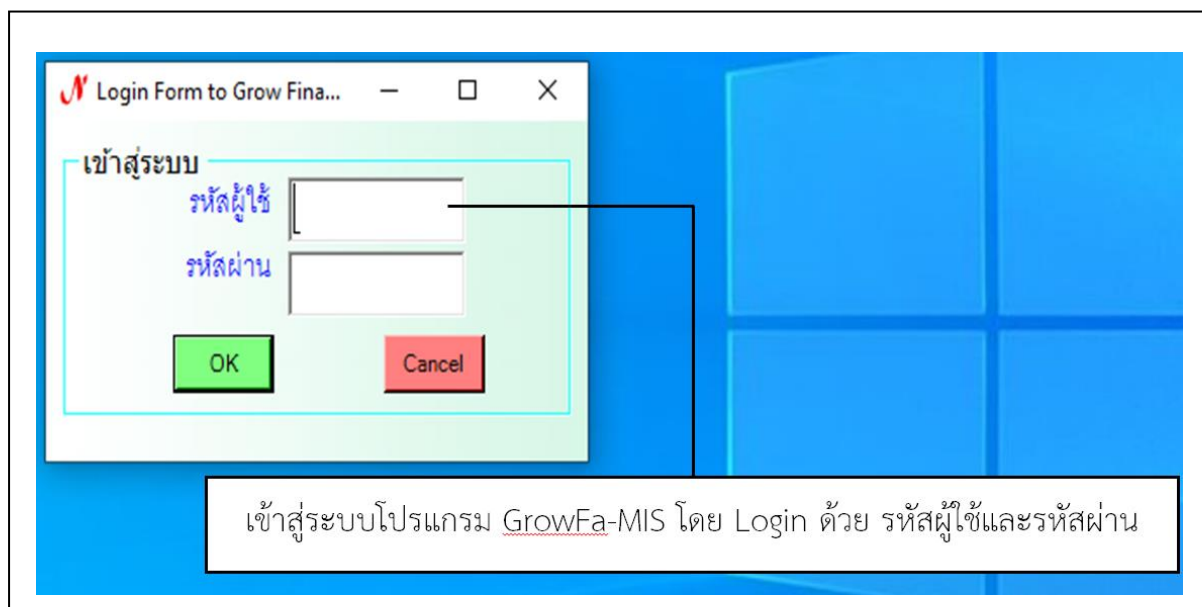 N Login Form to Grow Fina...
เข้าสู่ระบบ
รหัสผู้ใช้
รหัสผ่าน
OK Cancel
เข้าสู่ระบบโปรแกรม GrowFa-MIS โดย Login ด้วย รหัสผู้ใช้และรหัสผ่าน